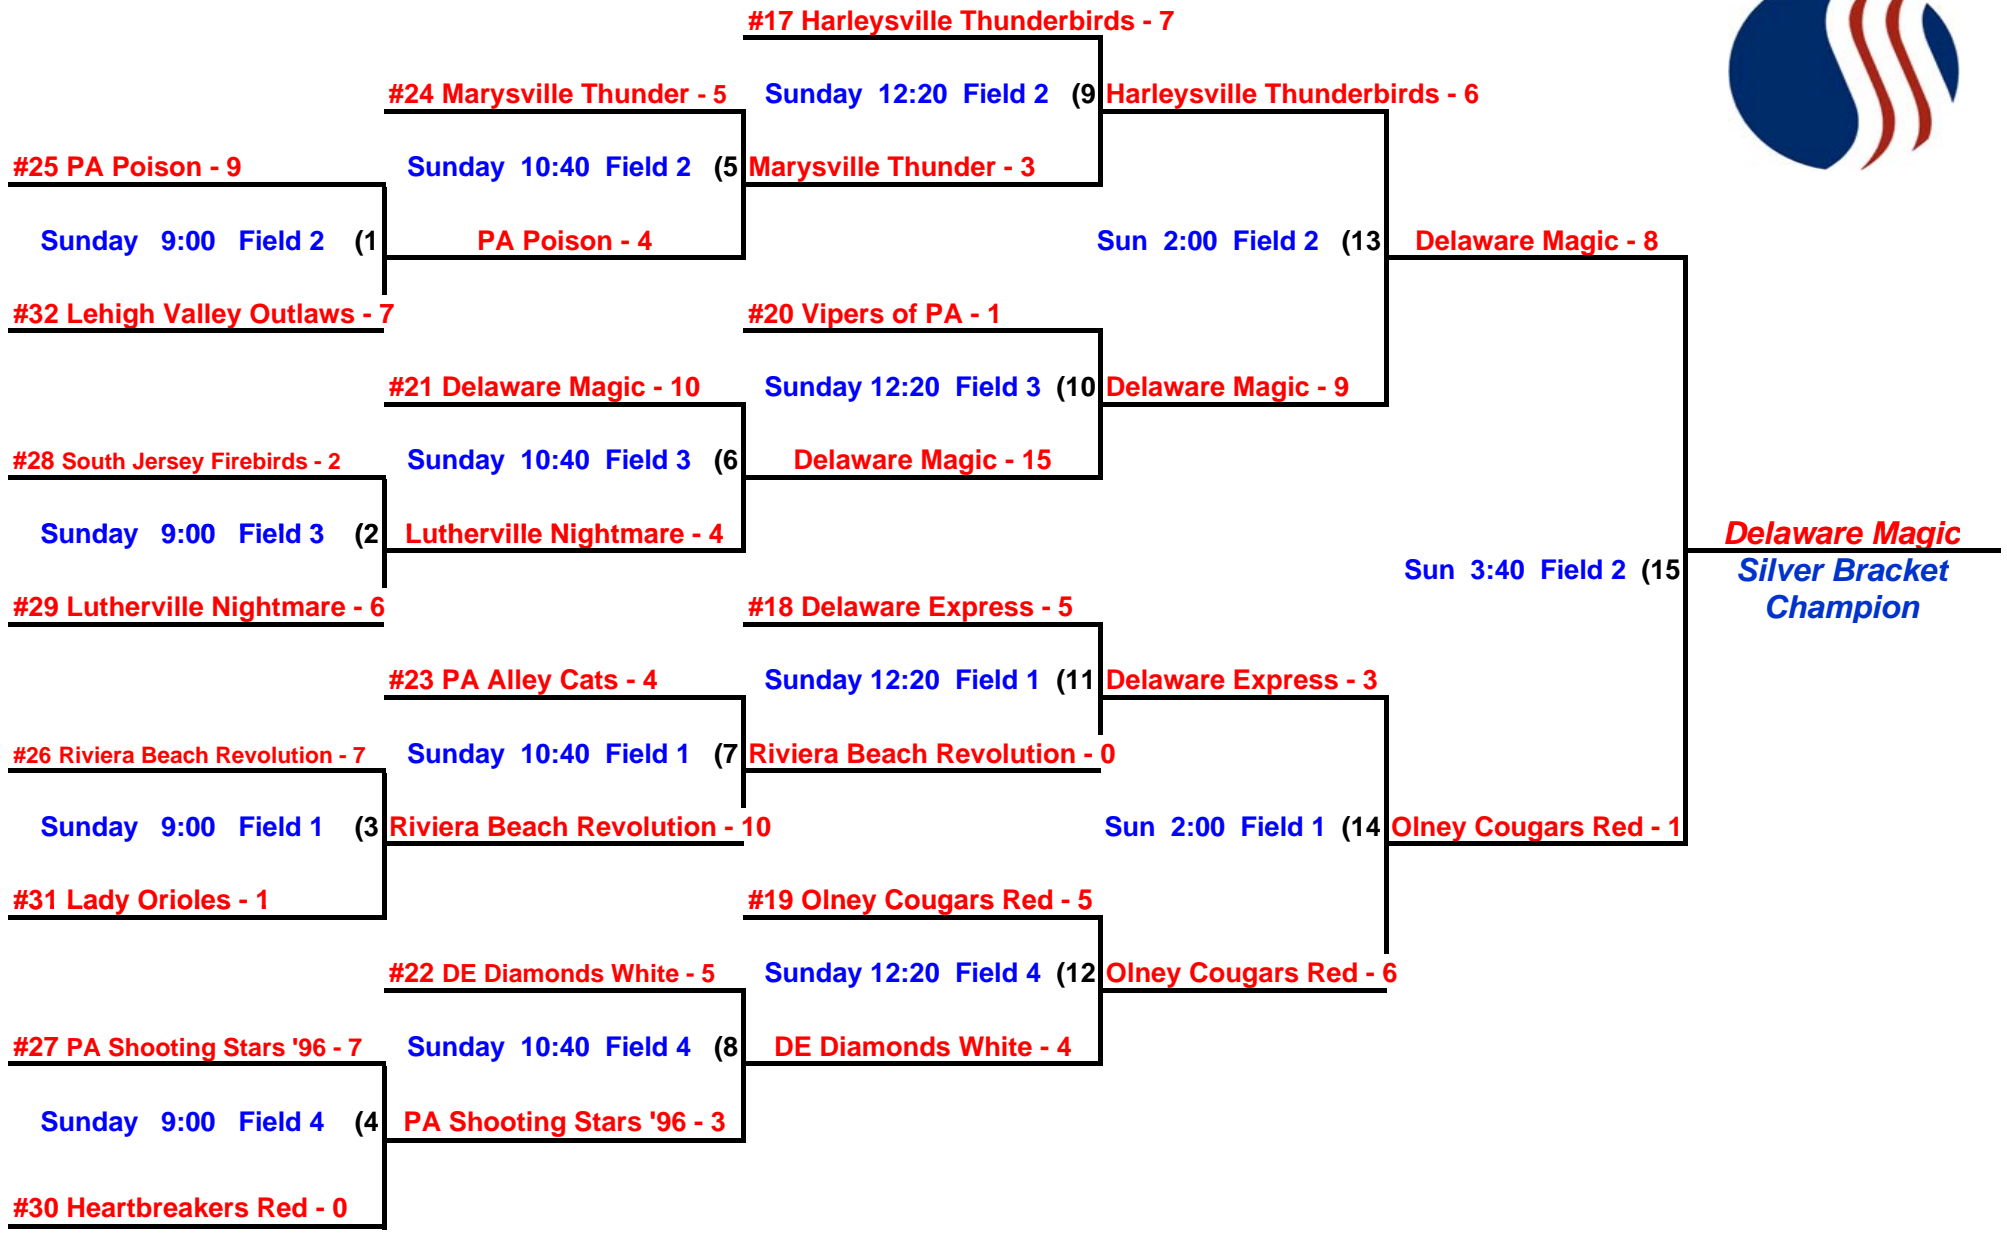 #17 Harleysville Thunderbirds - 7
#24 Marysville Thunder - 5
Sunday 12:20 Field 2 (9
Harleysville Thunderbirds - 6
#25 PA Poison - 9
Sunday 10:40 Field 2 (5
Marysville Thunder - 3
Sunday 9:00 Field 2 (1
PA Poison - 4
Sun 2:00 Field 2 (13
Delaware Magic - 8
#32 Lehigh Valley Outlaws - 7
#20 Vipers of PA - 1
#21 Delaware Magic - 10
Sunday 12:20 Field 3 (10
Delaware Magic - 9
#28 South Jersey Firebirds - 2
Sunday 10:40 Field 3 (6
Delaware Magic - 15
Sunday 9:00 Field 3 (2
Lutherville Nightmare - 4
Delaware Magic
Sun 3:40 Field 2 (15
Silver Bracket
Champion
#29 Lutherville Nightmare - 6
#18 Delaware Express - 5
#23 PA Alley Cats - 4
Sunday 12:20 Field 1 (11
Delaware Express - 3
#26 Riviera Beach Revolution - 7
Sunday 10:40 Field 1 (7
Riviera Beach Revolution - 0
Sunday 9:00 Field 1 (3
Riviera Beach Revolution - 10
Sun 2:00 Field 1 (14
Olney Cougars Red - 1
#31 Lady Orioles - 1
#19 Olney Cougars Red - 5
#22 DE Diamonds White - 5
Sunday 12:20 Field 4 (12
Olney Cougars Red - 6
#27 PA Shooting Stars '96 - 7
Sunday 10:40 Field 4 (8
DE Diamonds White - 4
Sunday 9:00 Field 4 (4
PA Shooting Stars '96 - 3
#30 Heartbreakers Red - 0